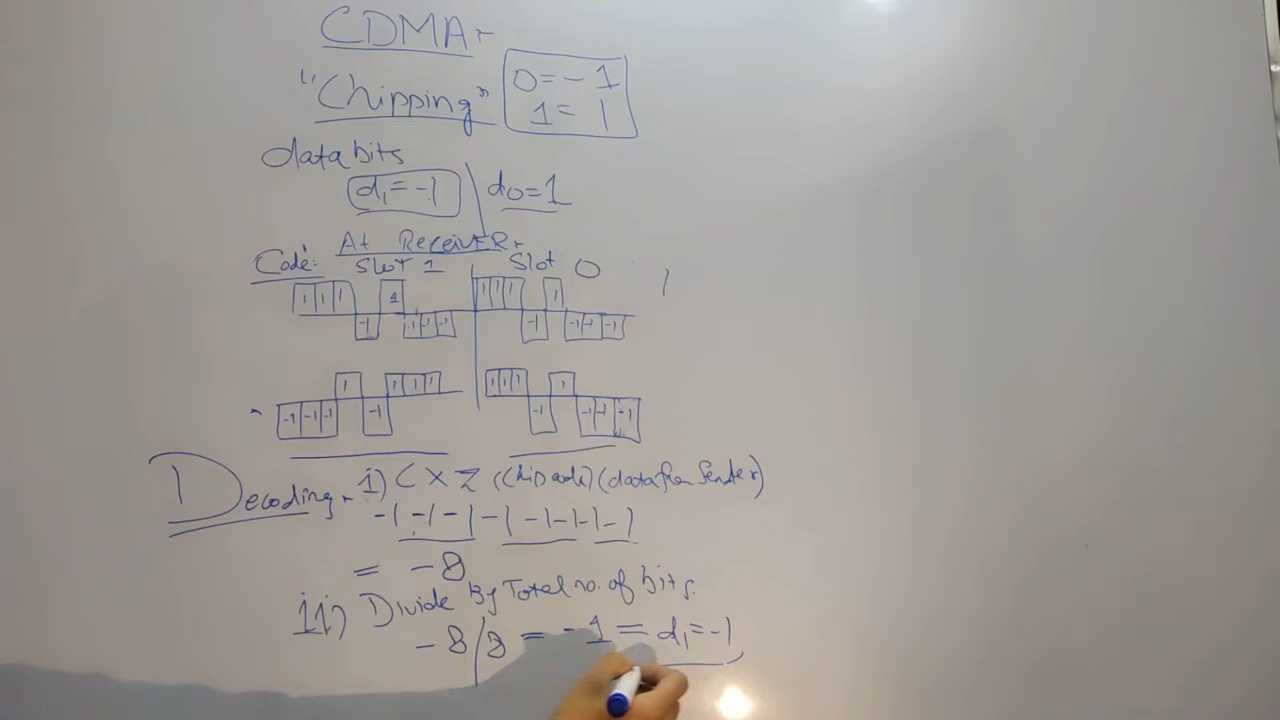 CDMA:-
"Chipping"
0 = - 1
1 = 1
data bits
d₁ = -1 d0 = 1
At Receiver:-
Code:- Slot 1 Slot 0
1 1 1 -1 1 -1 -1 -1 1 1 1 -1 1 -1 -1 -1
-1 -1 -1 1 -1 1 1 1 1 1 1 -1 1 -1 -1 -1
Decoding:- i) C X Z (data from Sender)
-1 -1 -1 -1 -1 -1 -1 -1
= -8
ii) Divide By Total no. of bits.
-8/8 = -1 = d₁ = -1